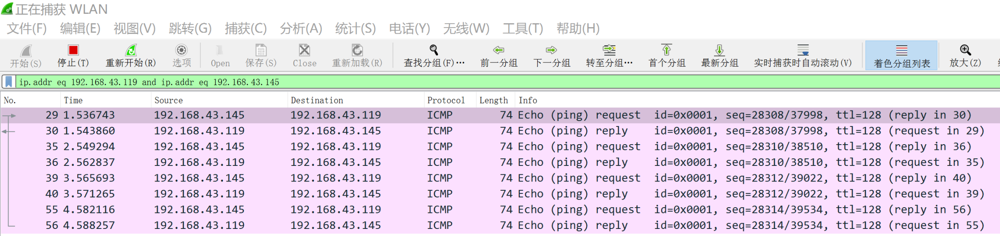 正在捕获 WLAN
文件(F) 编辑(E) 视图(V) 跳转(G) 捕获(C) 分析(A) 统计(S) 电话(Y) 无线(W) 工具(T) 帮助(H)
开始(S) 停止(T) 重新开始(R) 选项 Open 保存(S) Close 重新加载(R) 查找分组(F)… 前一分组 下一分组 转至分组… 首个分组 最新分组 实时捕获时自动滚动(V) 着色分组列表 放大(Z)
ip.addr eq 192.168.43.119 and ip.addr eq 192.168.43.145
No. Time Source Destination Protocol Length Info
29 1.536743 192.168.43.145 192.168.43.119 ICMP 74 Echo (ping) request id=0x0001, seq=28308/37998, ttl=128 (reply in 30)
30 1.543860 192.168.43.119 192.168.43.145 ICMP 74 Echo (ping) reply id=0x0001, seq=28308/37998, ttl=128 (request in 29)
35 2.549294 192.168.43.145 192.168.43.119 ICMP 74 Echo (ping) request id=0x0001, seq=28310/38510, ttl=128 (reply in 36)
36 2.562837 192.168.43.119 192.168.43.145 ICMP 74 Echo (ping) reply id=0x0001, seq=28310/38510, ttl=128 (request in 35)
39 3.565693 192.168.43.145 192.168.43.119 ICMP 74 Echo (ping) request id=0x0001, seq=28312/39022, ttl=128 (reply in 40)
40 3.571265 192.168.43.119 192.168.43.145 ICMP 74 Echo (ping) reply id=0x0001, seq=28312/39022, ttl=128 (request in 39)
55 4.582116 192.168.43.145 192.168.43.119 ICMP 74 Echo (ping) request id=0x0001, seq=28314/39534, ttl=128 (reply in 56)
56 4.588257 192.168.43.119 192.168.43.145 ICMP 74 Echo (ping) reply id=0x0001, seq=28314/39534, ttl=128 (request in 55)